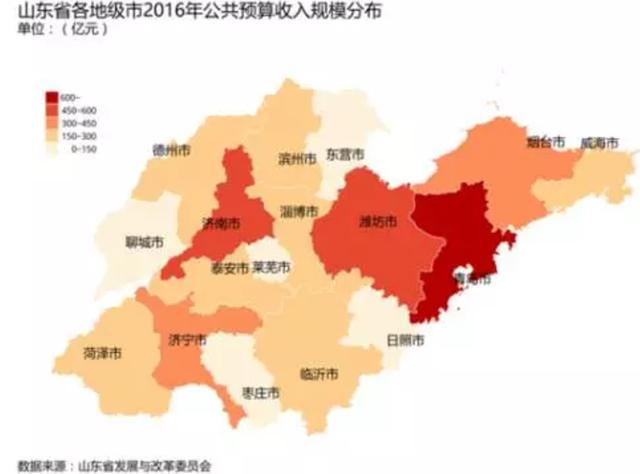 山东省各地级市2016年公共预算收入规模分布
单位:(亿元)
600~
450~600
300~450
150~300
0~150
德州市
滨州市
东营市
烟台市
威海市
济南市
淄博市
潍坊市
聊城市
泰安市
莱芜市
青岛市
菏泽市
济宁市
日照市
枣庄市
临沂市
数据来源:山东省发展与改革委员会